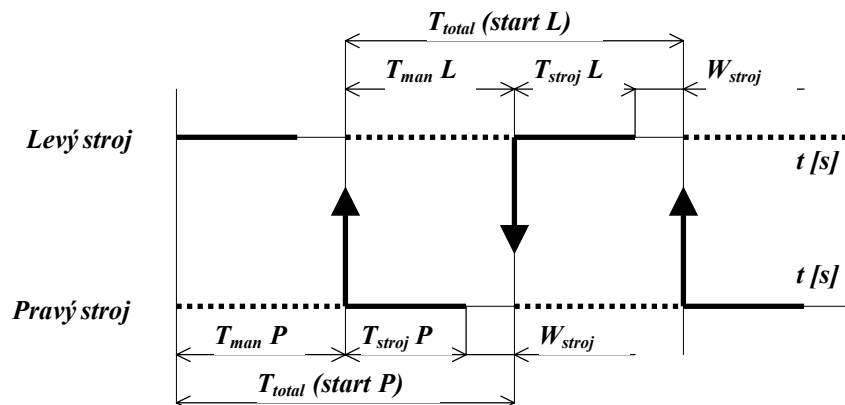 T_total (start L)
T_man L T_stroj L W_stroj
Levý stroj
t [s]
t [s]
Pravý stroj
T_man P T_stroj P W_stroj
T_total (start P)